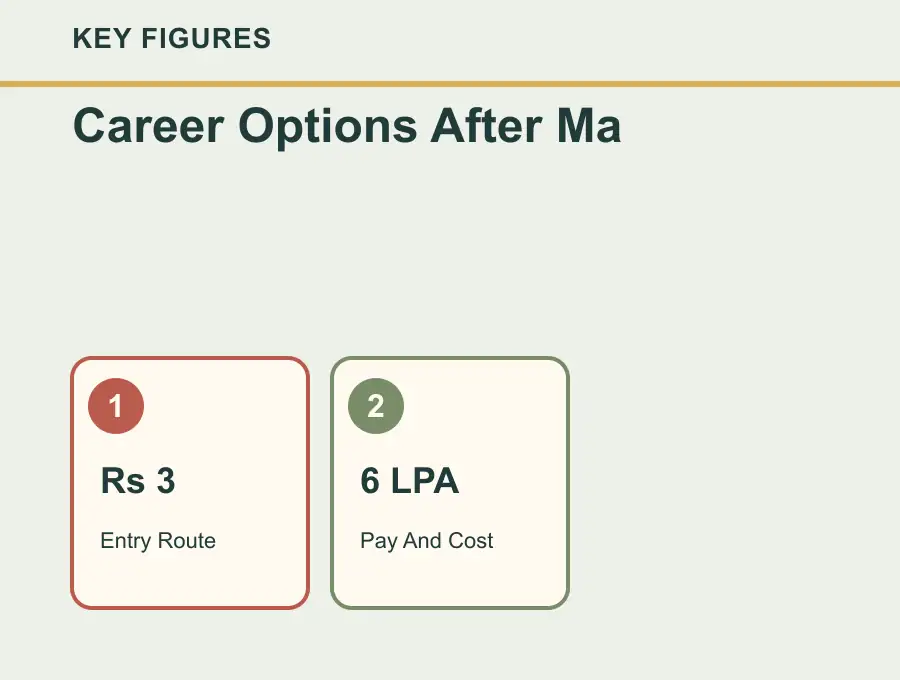 KEY FIGURES
Career Options After Ma
1
Rs 3
Entry Route
2
6 LPA
Pay And Cost